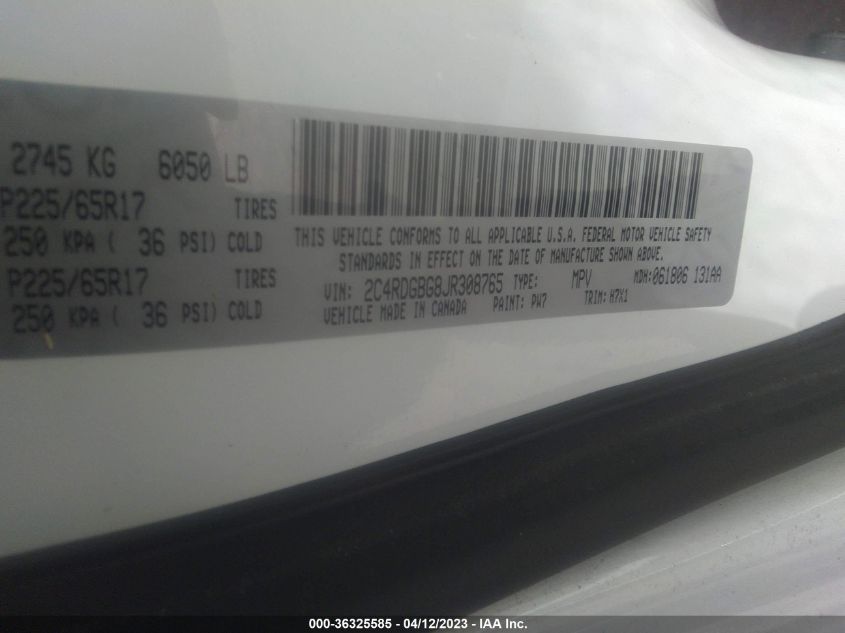 2745 KG 6050 LB
P225/65R17 TIRES
250 KPA ( 36 PSI) COLD
P225/65R17 TIRES
250 KPA ( 36 PSI) COLD
THIS VEHICLE CONFORMS TO ALL APPLICABLE U.S.A. FEDERAL MOTOR VEHICLE SAFETY
STANDARDS IN EFFECT ON THE DATE OF MANUFACTURE SHOWN ABOVE.
VIN: 2C4RDGBG8JR308765 TYPE: MPV MDH:061806 131AA
VEHICLE MADE IN CANADA PAINT: PW7 TRIM: H7X1
000-36325585 - 04/12/2023 - IAA Inc.